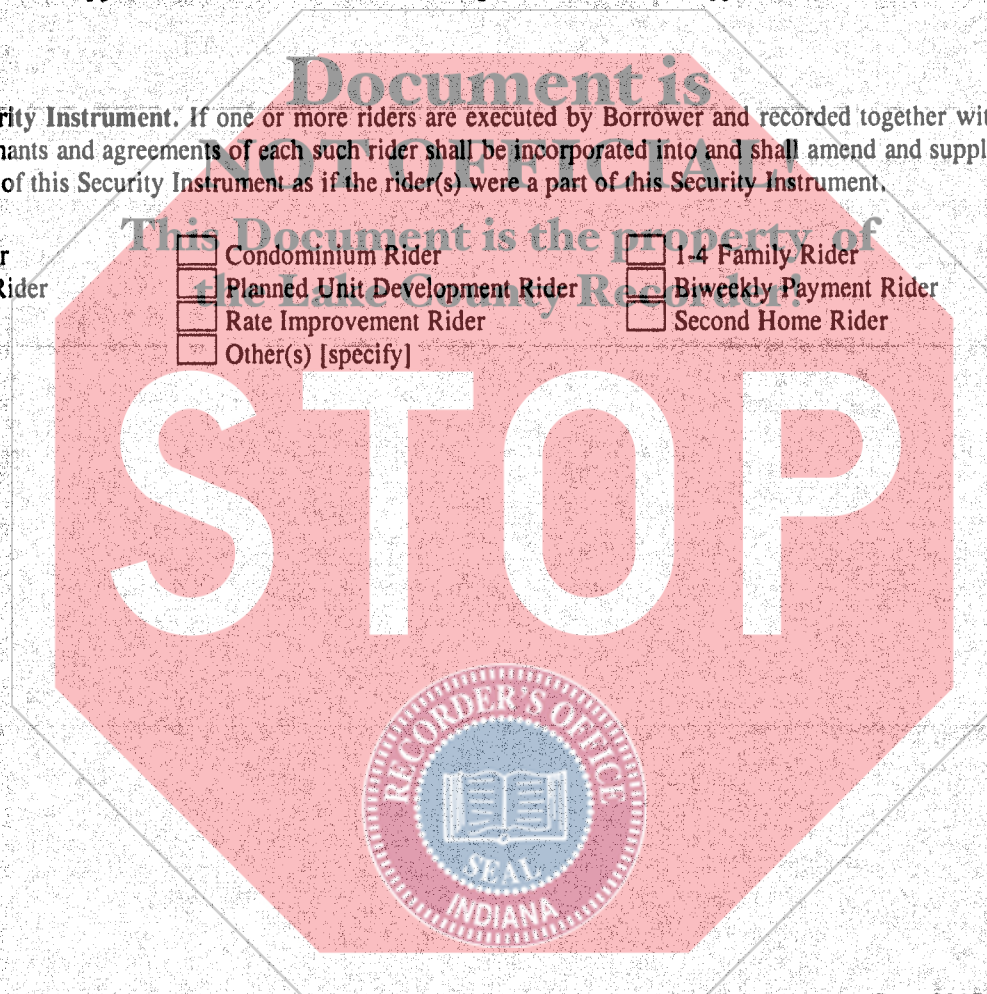 Document is
rity Instrument. If one or more riders are executed by Borrower and recorded together wit
nants and agreements of each such rider shall be incorporated into and shall amend and suppl
NOT OFFICIAL
of this Security Instrument as if the rider(s) were a part of this Security Instrument.
This Document is the property of
r Condominium Rider 1-4 Family Rider
Rider Planned Unit Development Rider Biweekly Payment Rider
the Lake County Recorder!
Rate Improvement Rider Second Home Rider
Other(s) [specify]
STOP
RECORDER'S OFFICE
SEAL
INDIANA